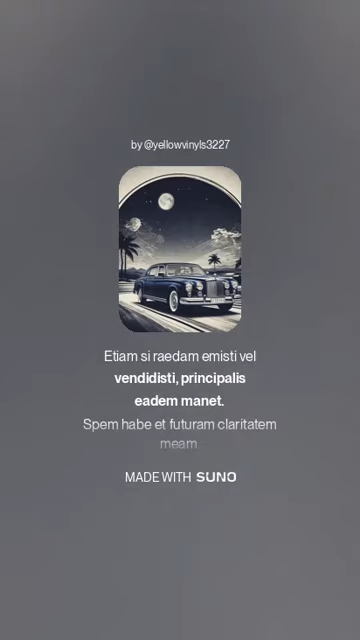 by @yellowvinyls3227
Etiam si raedam emisti vel
vendidisti, principalis
eadem manet.
Spem habe et futuram claritatem
meam
MADE WITH SUNO